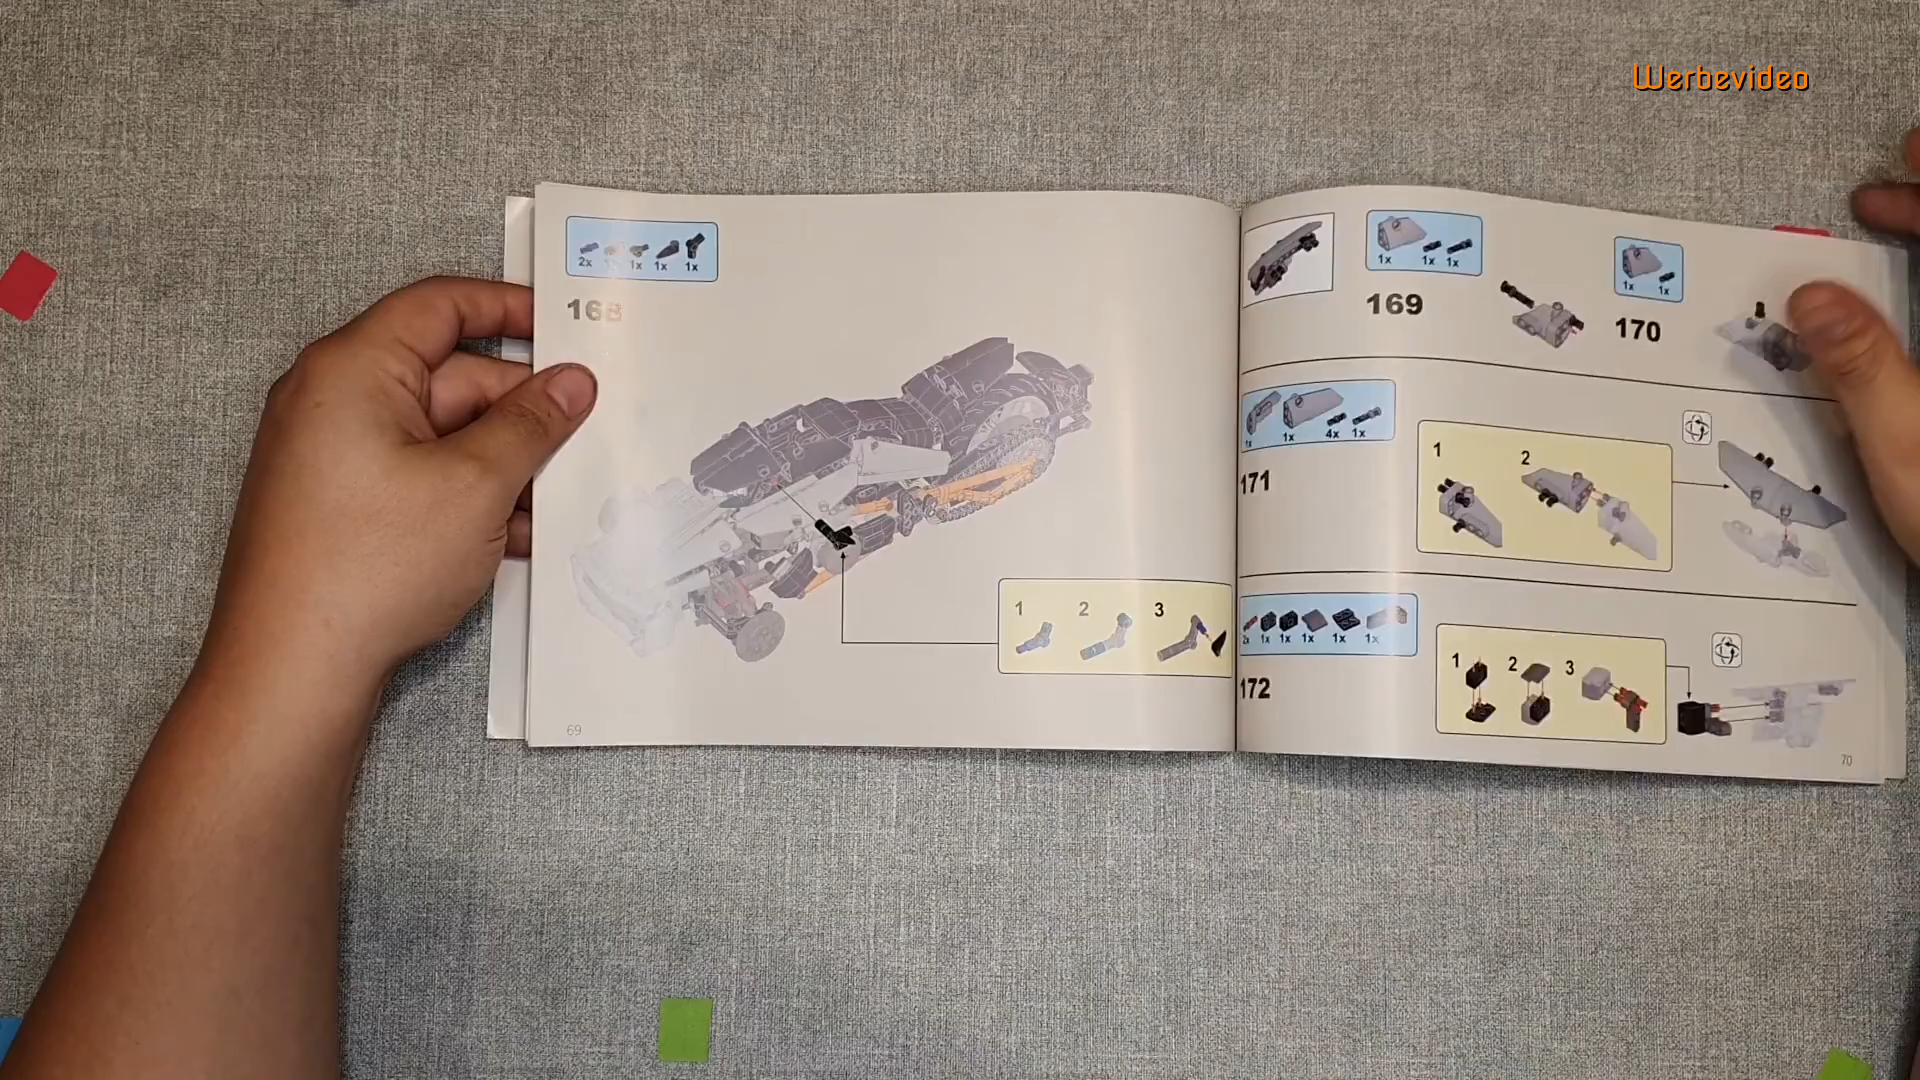 Werbevideo
2x 1x 1x 1x
168
1 2 3
69
1x 1x 1x
169
1x 1x
170
1x 1x 4x 1x
171
1 2
2x 1x 1x 1x 1x 1x
172
1 2 3
70